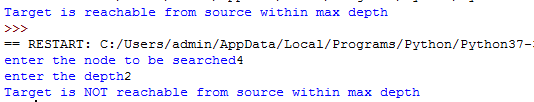 Target is reachable from source within max depth
>>>
== RESTART: C:/Users/admin/AppData/Local/Programs/Python/Python37-
enter the node to be searched4
enter the depth2
Target is NOT reachable from source within max depth